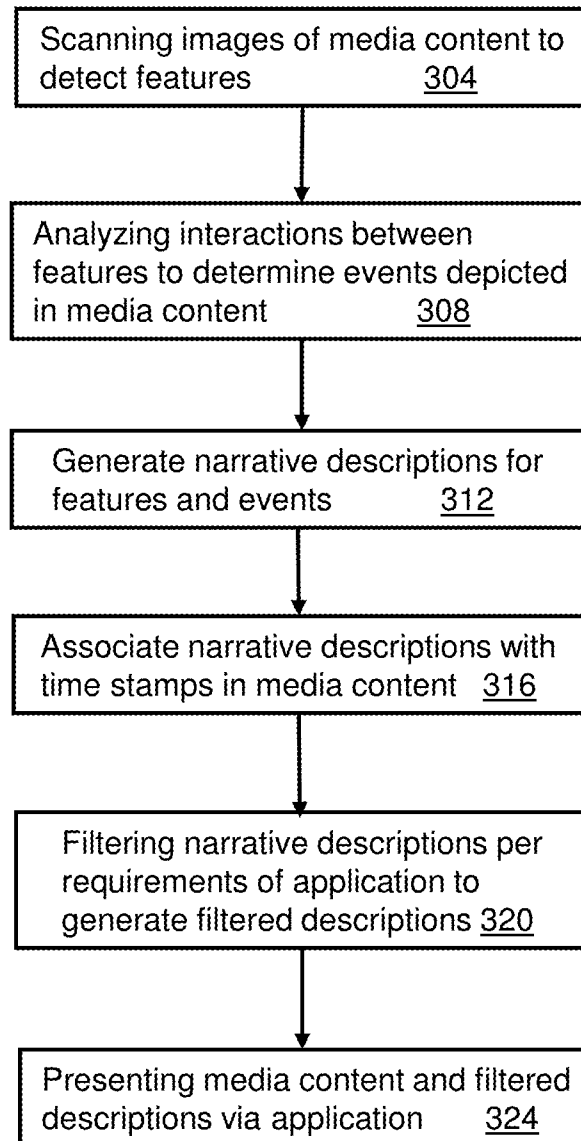 Scanning images of media content to
detect features 304
Analyzing interactions between
features to determine events depicted
in media content 308
Generate narrative descriptions for
features and events 312
Associate narrative descriptions with
time stamps in media content 316
Filtering narrative descriptions per
requirements of application to
generate filtered descriptions 320
Presenting media content and filtered
descriptions via application 324